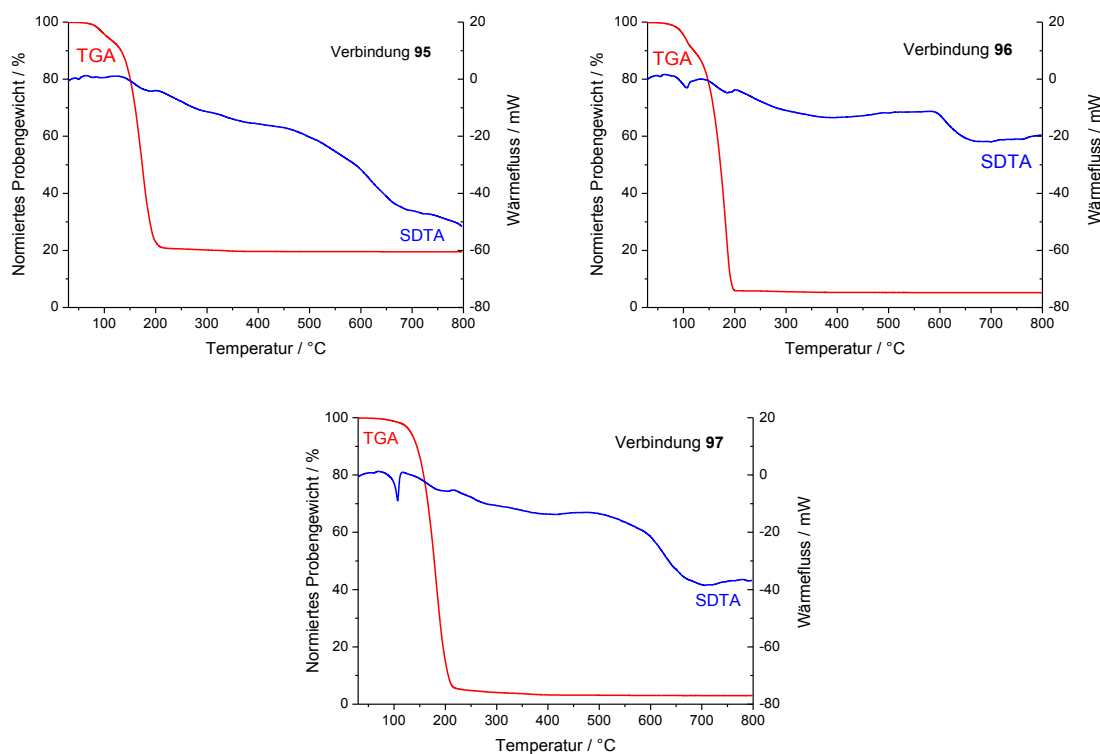 Verbindung 95
TGA
SDTA
Normiertes Probengewicht / %
100
80
60
40
20
0
20
0
-20
-40
-60
-80
Wärmefluss / mW
100 200 300 400 500 600 700 800
Temperatur / °C
Verbindung 96
TGA
SDTA
Normiertes Probengewicht / %
100
80
60
40
20
0
20
0
-20
-40
-60
-80
Wärmefluss / mW
100 200 300 400 500 600 700 800
Temperatur / °C
Verbindung 97
TGA
SDTA
Normiertes Probengewicht / %
100
80
60
40
20
0
20
0
-20
-40
-60
-80
Wärmefluss / mW
100 200 300 400 500 600 700 800
Temperatur / °C